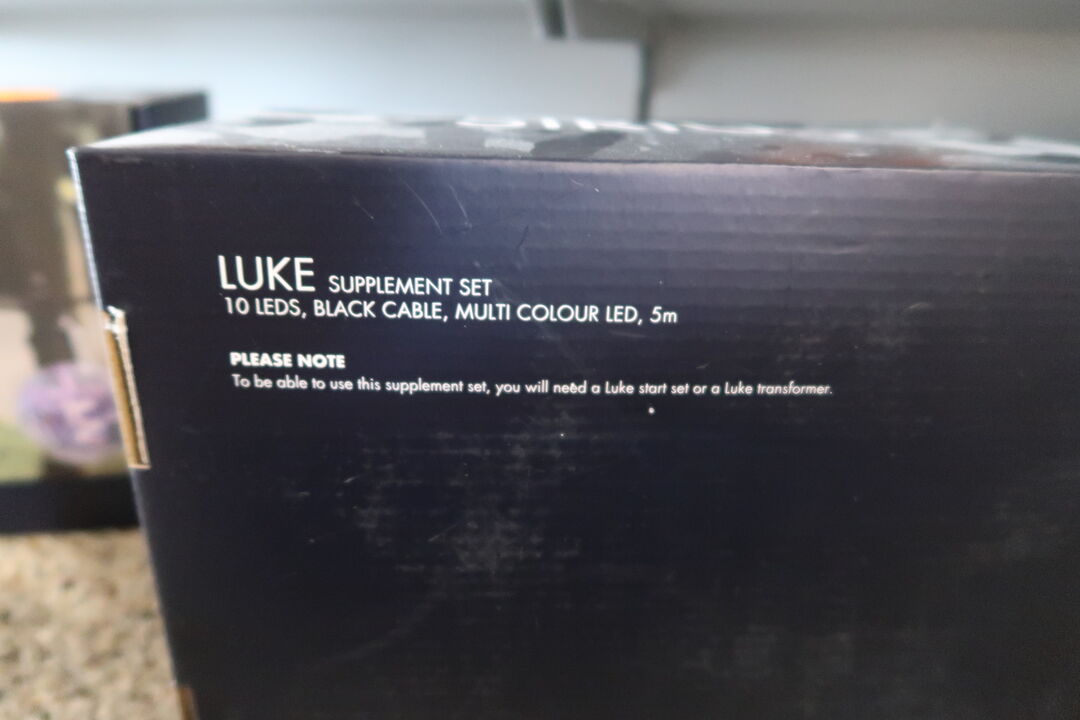 LUKE SUPPLEMENT SET
10 LEDS, BLACK CABLE, MULTI COLOUR LED, 5m
PLEASE NOTE
To be able to use this supplement set, you will need a Luke start set or a Luke transformer.